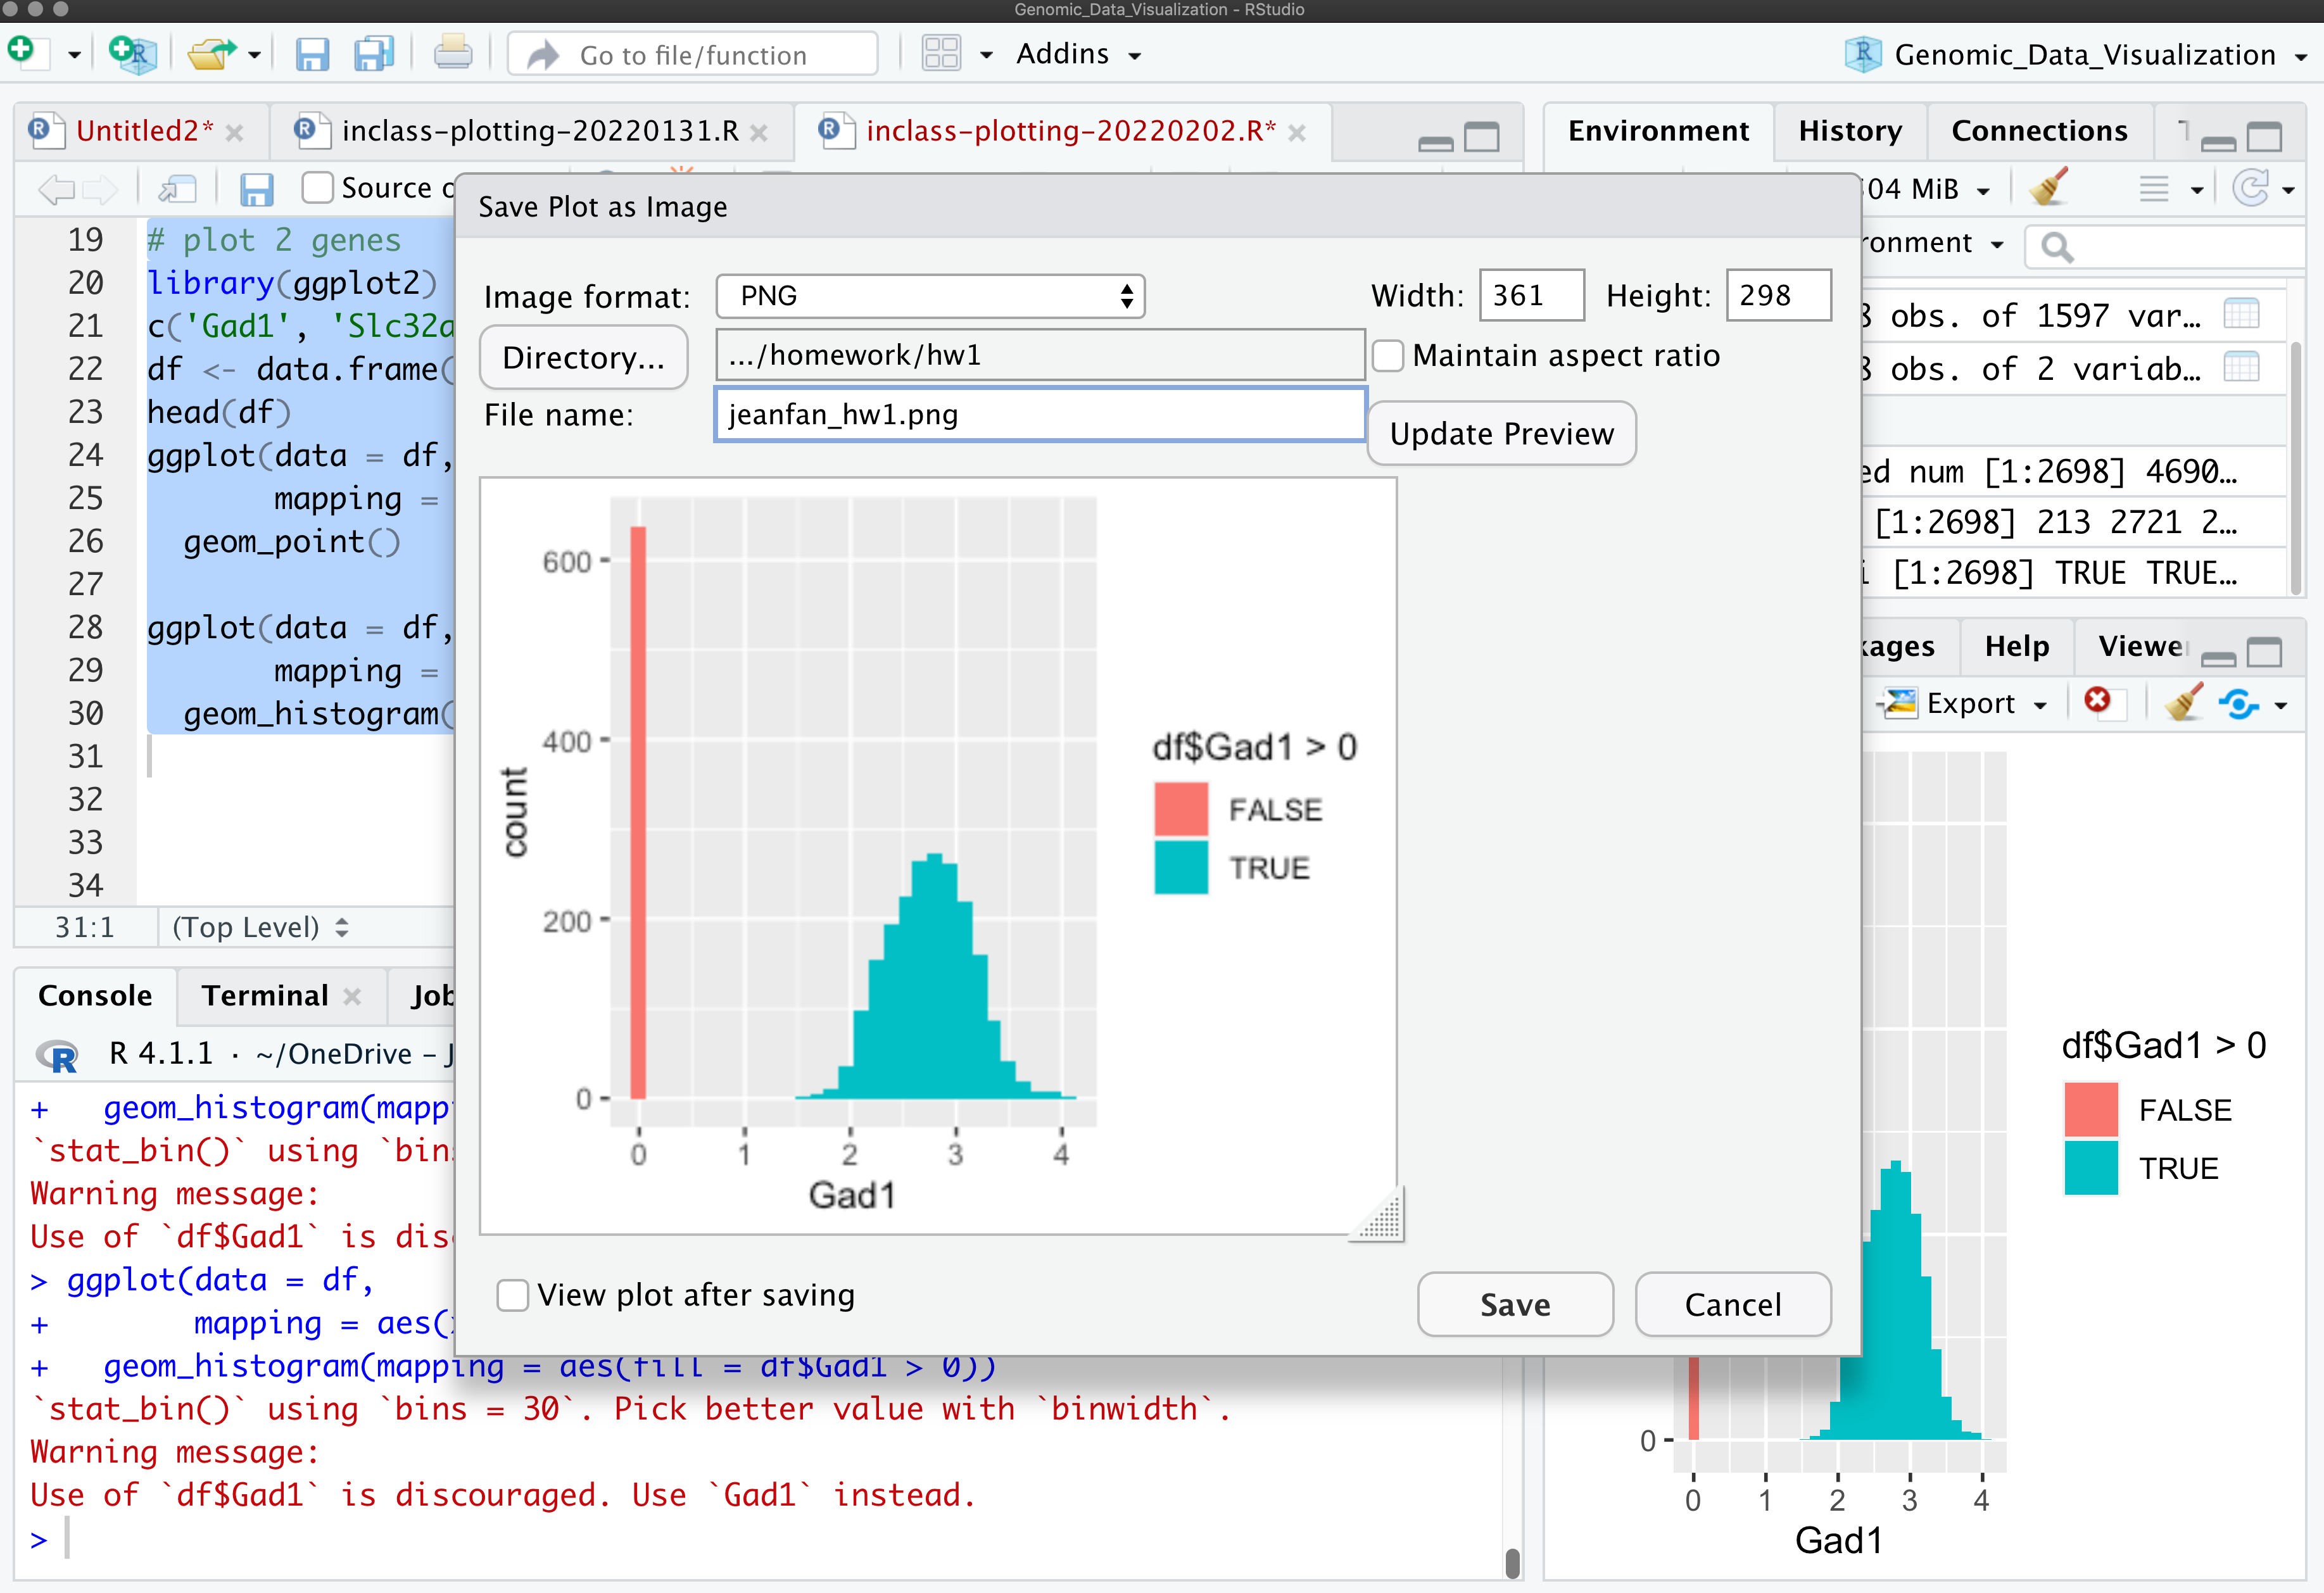 Genomic_Data_Visualization - RStudio
Go to file/function
Addins
Genomic_Data_Visualization
Untitled2*
inclass-plotting-20220131.R
inclass-plotting-20220202.R*
Source
19 # plot 2 genes
20 library(ggplot2)
21 c('Gad1', 'Slc32a
22 df <- data.frame(
23 head(df)
24 ggplot(data = df,
25 mapping =
26 geom_point()
27
28 ggplot(data = df,
29 mapping =
30 geom_histogram(
31
32
33
34
31:1 (Top Level)
Console Terminal Job
R 4.1.1 · ~/OneDrive – J
+ geom_histogram(mapp
`stat_bin()` using `bins
Warning message:
Use of `df$Gad1` is dis
> ggplot(data = df,
+ mapping = aes(
+ geom_histogram(mapping = aes(fill = df$Gad1 > 0))
`stat_bin()` using `bins = 30`. Pick better value with `binwidth`.
Warning message:
Use of `df$Gad1` is discouraged. Use `Gad1` instead.
>
Save Plot as Image
Image format: PNG
Width: 361 Height: 298
Directory... .../homework/hw1
Maintain aspect ratio
File name: jeanfan_hw1.png
Update Preview
600
400
200
0
count
0 1 2 3 4
Gad1
df$Gad1 > 0
FALSE
TRUE
View plot after saving
Save
Cancel
Environment History Connections
04 MiB
ronment
8 obs. of 1597 var…
8 obs. of 2 variab…
ed num [1:2698] 4690…
[1:2698] 213 2721 2…
i [1:2698] TRUE TRUE…
kages Help Viewe
Export
df$Gad1 > 0
FALSE
TRUE
0
0 1 2 3 4
Gad1